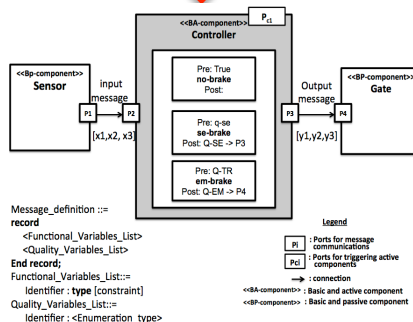 <<BA-component>>
Controller
Pc1
<<Bp-component>>
Sensor
input
message
P1
P2
[x1,x2, x3]
Pre: True
no-brake
Post:
Pre: q-se
se-brake
Post: Q-SE -> P3
Pre: Q-TR
em-brake
Post: Q-EM -> P4
Output
message
P3
P4
[y1,y2,y3]
<<BP-component>>
Gate
Message_definition ::=
record
<Functional_Variables_List>
<Quality_Variables_List>
End record;
Functional_Variables_List::=
Identifier : type [constraint]
Quality_Variables_List::=
Identifier : <Enumeration_type>
Legend
Pi : Ports for message
communications
Pci : Ports for triggering active
components
: connection
<<BA-component>> : Basic and active component
<<BP-component>> : Basic and passive component